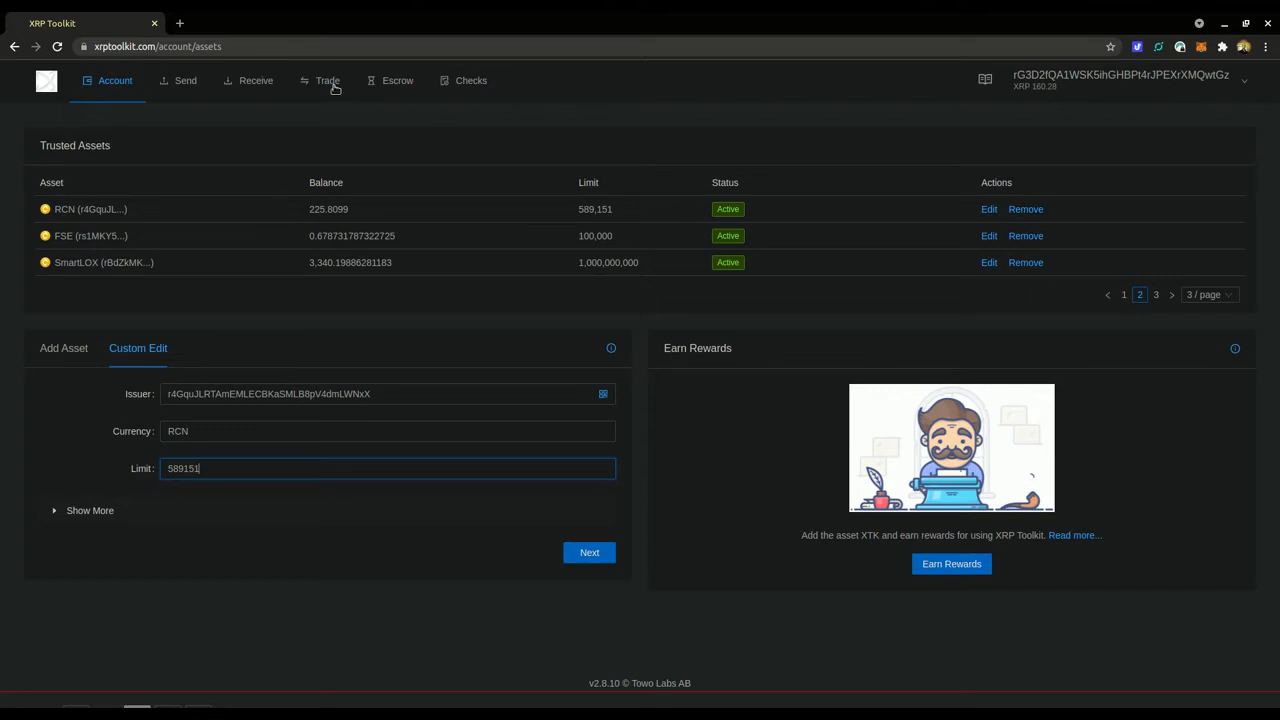 XRP Toolkit
xrptoolkit.com/account/assets
Account Send Receive Trade Escrow Checks
rG3D2fQA1WSK5ihGHBPt4rJPEXrXMQwtGz
XRP 160.28
Trusted Assets
Asset Balance Limit Status Actions
RCN (r4GquJL...) 225.8099 589,151 Active Edit Remove
FSE (rs1MKY5...) 0.678731787322725 100,000 Active Edit Remove
SmartLOX (rBdZkMK...) 3,340.19886281183 1,000,000,000 Active Edit Remove
1 2 3 3 / page
Add Asset Custom Edit
Issuer: r4GquJLRTAmEMLECBKaSMLB8pV4dmLWNxX
Currency: RCN
Limit: 589151
Show More
Next
Earn Rewards
Add the asset XTK and earn rewards for using XRP Toolkit. Read more...
Earn Rewards
v2.8.10 © Towo Labs AB